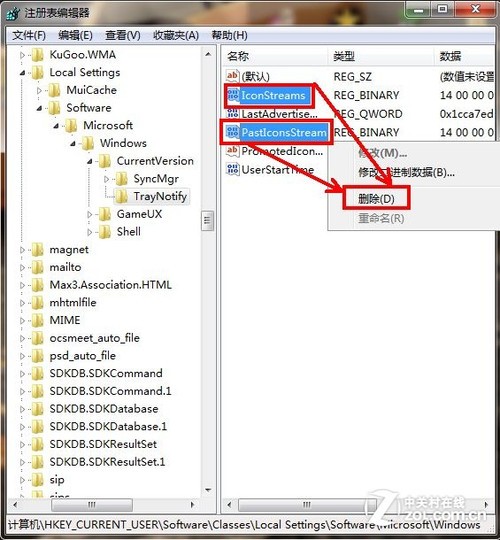 注册表编辑器
文件(F) 编辑(E) 查看(V) 收藏夹(A) 帮助(H)
KuGoo.WMA
Local Settings
MuiCache
Software
Microsoft
Windows
CurrentVersion
SyncMgr
TrayNotify
GameUX
Shell
magnet
mailto
Max3.Association.HTML
mhtmlfile
MIME
ocsmeet_auto_file
psd_auto_file
SDKDB.SDKCommand
SDKDB.SDKCommand.1
SDKDB.SDKDatabase
SDKDB.SDKDatabase
SDKDB.SDKResultSet
SDKDB.SDKResultSet.1
sip
sips
名称 类型 数据
(默认) REG_SZ (数值未设
IconStreams REG_BINARY 14 00 00 0
LastAdvertise... REG_QWORD 0x1cca7ed
PastIconsStream REG_BINARY 14 00 00 0
PromotedIcon...
UserStartTime
修改(M)...
修改 进制数据(B)...
删除(D)
重命名(R)
中关村在线
zol.com.cn
计算机\HKEY_CURRENT_USER\Software\Classes\Local Settings\Software\Microsoft\Windows